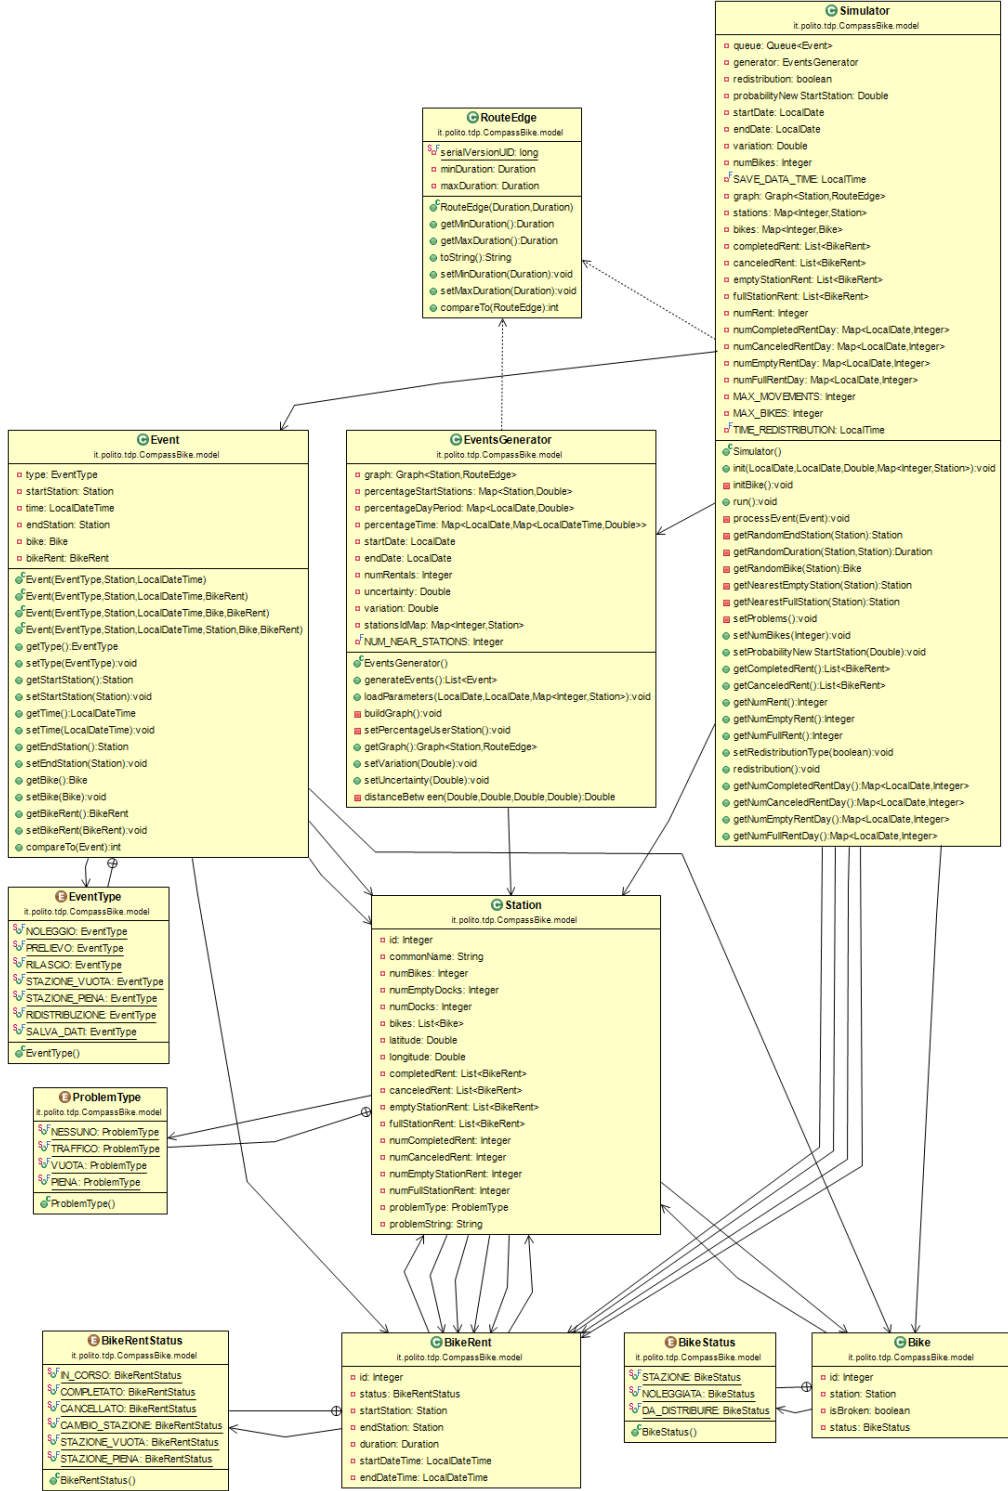 Simulator
it.polito.tdp.CompassBike.model
queue: Queue<Event>
generator: EventsGenerator
redistribution: boolean
probabilityNewStartStation: Double
startDate: LocalDate
endDate: LocalDate
variation: Double
numBikes: Integer
SAVE_DATA_TIME: LocalTime
graph: Graph<Station,RouteEdge>
stations: Map<Integer,Station>
bikes: Map<Integer,Bike>
completedRent: List<BikeRent>
canceledRent: List<BikeRent>
emptyStationRent: List<BikeRent>
fullStationRent: List<BikeRent>
numRent: Integer
numCompletedRentDay: Map<LocalDate,Integer>
numCanceledRentDay: Map<LocalDate,Integer>
numEmptyRentDay: Map<LocalDate,Integer>
numFullRentDay: Map<LocalDate,Integer>
MAX_MOVEMENTS: Integer
MAX_BIKES: Integer
TIME_REDISTRIBUTION: LocalTime
Simulator()
init(LocalDate,LocalDate,Double,Map<Integer,Station>):void
initBike():void
run():void
processEvent(Event):void
getRandomEndStation(Station):Station
getRandomDuration(Station,Station):Duration
getRandomBike(Station):Bike
getNearestEmptyStation(Station):Station
getNearestFullStation(Station):Station
setProblems():void
setNumBikes(Integer):void
setProbabilityNewStartStation(Double):void
getCompletedRent():List<BikeRent>
getCanceledRent():List<BikeRent>
getNumRent():Integer
getNumEmptyRent():Integer
getNumFullRent():Integer
setRedistributionType(boolean):void
redistribution():void
getNumCompletedRentDay():Map<LocalDate,Integer>
getNumCanceledRentDay():Map<LocalDate,Integer>
getNumEmptyRentDay():Map<LocalDate,Integer>
getNumFullRentDay():Map<LocalDate,Integer>
RouteEdge
it.polito.tdp.CompassBike.model
serialVersionUID: long
minDuration: Duration
maxDuration: Duration
RouteEdge(Duration,Duration)
getMinDuration():Duration
getMaxDuration():Duration
toString():String
setMinDuration(Duration):void
setMaxDuration(Duration):void
compareTo(RouteEdge):int
Event
it.polito.tdp.CompassBike.model
type: EventType
startStation: Station
time: LocalDateTime
endStation: Station
bike: Bike
bikeRent: BikeRent
Event(EventType,Station,LocalDateTime)
Event(EventType,Station,LocalDateTime,BikeRent)
Event(EventType,Station,LocalDateTime,Bike,BikeRent)
Event(EventType,Station,LocalDateTime,Station,Bike,BikeRent)
getType():EventType
setType(EventType):void
getStartStation():Station
setStartStation(Station):void
getTime():LocalDateTime
setTime(LocalDateTime):void
getEndStation():Station
setEndStation(Station):void
getBike():Bike
setBike(Bike):void
getBikeRent():BikeRent
setBikeRent(BikeRent):void
compareTo(Event):int
EventsGenerator
it.polito.tdp.CompassBike.model
graph: Graph<Station,RouteEdge>
percentageStartStations: Map<Station,Double>
percentageDayPeriod: Map<LocalDate,Double>
percentageTime: Map<LocalDate,Map<LocalDateTime,Double>>
startDate: LocalDate
endDate: LocalDate
numRentals: Integer
uncertainty: Double
variation: Double
stationsIdMap: Map<Integer,Station>
NUM_NEAR_STATIONS: Integer
EventsGenerator()
generateEvents():List<Event>
loadParameters(LocalDate,LocalDate,Map<Integer,Station>):void
buildGraph():void
setPercentageUserStation():void
getGraph():Graph<Station,RouteEdge>
setVariation(Double):void
setUncertainty(Double):void
distanceBetween(Double,Double,Double,Double):Double
EventType
it.polito.tdp.CompassBike.model
NOLEGGIO: EventType
PRELIEVO: EventType
RILASCIO: EventType
STAZIONE_VUOTA: EventType
STAZIONE_PIENA: EventType
RIDISTRIBUZIONE: EventType
SALVA_DATI: EventType
EventType()
Station
it.polito.tdp.CompassBike.model
id: Integer
commonName: String
numBikes: Integer
numEmptyDocks: Integer
numDocks: Integer
bikes: List<Bike>
latitude: Double
longitude: Double
completedRent: List<BikeRent>
canceledRent: List<BikeRent>
emptyStationRent: List<BikeRent>
fullStationRent: List<BikeRent>
numCompletedRent: Integer
numCanceledRent: Integer
numEmptyStationRent: Integer
numFullStationRent: Integer
problemType: ProblemType
problemString: String
ProblemType
it.polito.tdp.CompassBike.model
NESSUNO: ProblemType
TRAFFICO: ProblemType
VUOTA: ProblemType
PIENA: ProblemType
ProblemType()
BikeRentStatus
it.polito.tdp.CompassBike.model
IN_CORSO: BikeRentStatus
COMPLETATO: BikeRentStatus
CANCELLATO: BikeRentStatus
CAMBIO_STAZIONE: BikeRentStatus
STAZIONE_VUOTA: BikeRentStatus
STAZIONE_PIENA: BikeRentStatus
BikeRentStatus()
BikeRent
it.polito.tdp.CompassBike.model
id: Integer
status: BikeRentStatus
startStation: Station
endStation: Station
duration: Duration
startDateTime: LocalDateTime
endDateTime: LocalDateTime
BikeStatus
it.polito.tdp.CompassBike.model
STAZIONE: BikeStatus
NOLEGGIATA: BikeStatus
DA_DISTRIBUIRE: BikeStatus
BikeStatus()
Bike
it.polito.tdp.CompassBike.model
id: Integer
station: Station
isBroken: boolean
status: BikeStatus